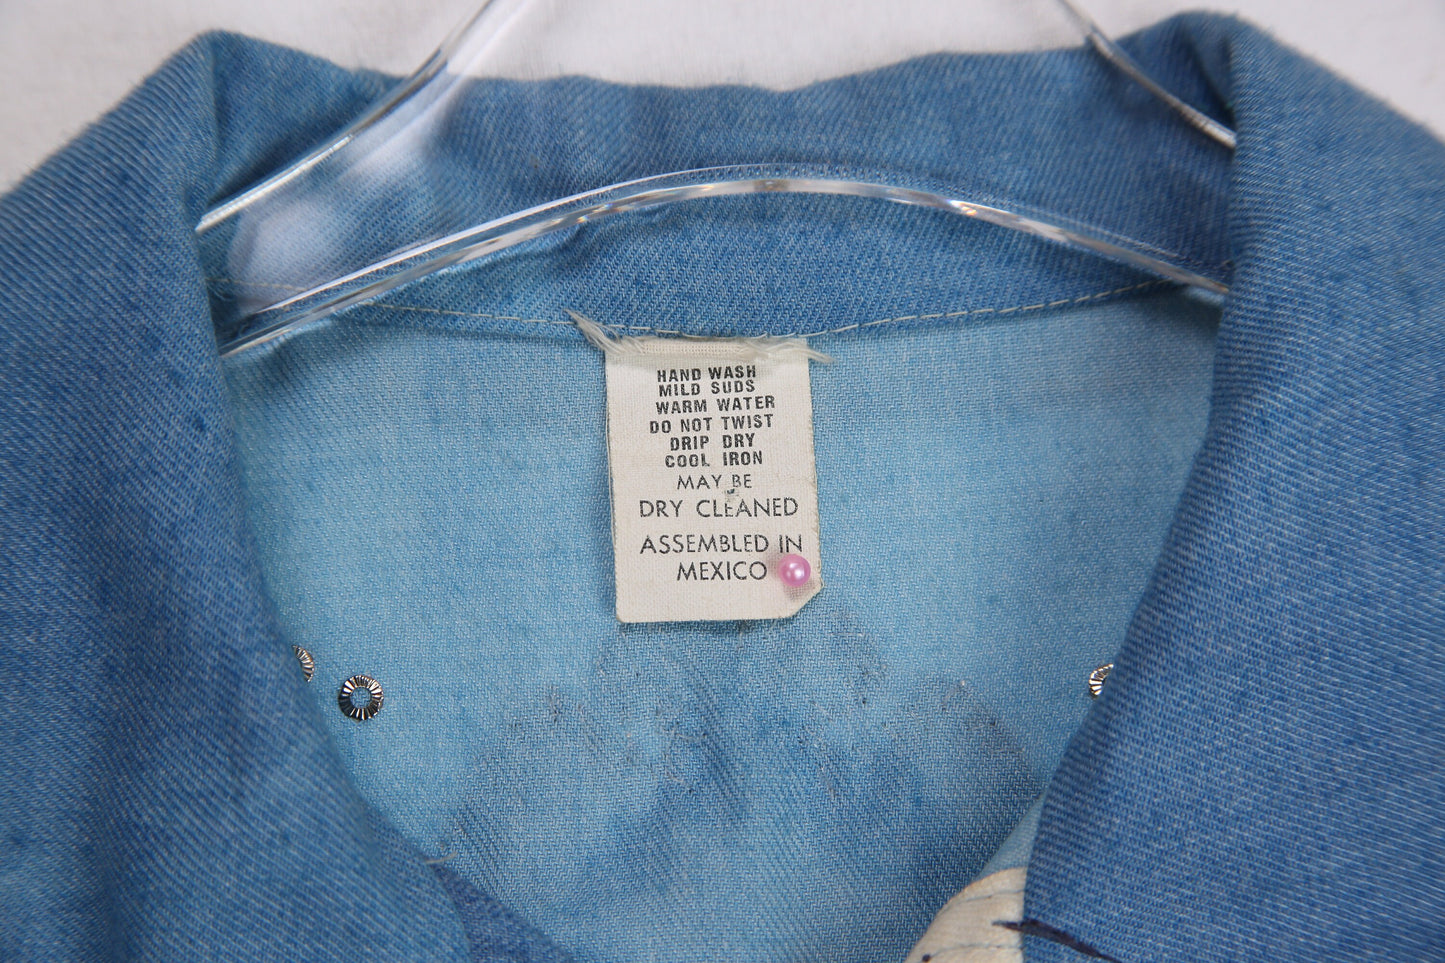 HAND WASH
MILD SUDS
WARM WATER
DO NOT TWIST
DRIP DRY
COOL IRON
MAY BE
DRY CLEANED
ASSEMBLED IN
MEXICO